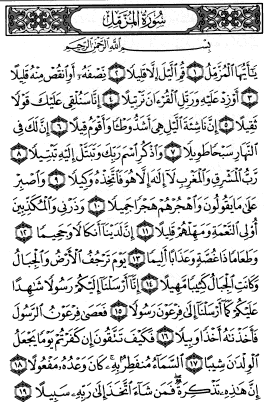 سُورَةُ الْمُزَّمِّلِ
بِسْمِ اللَّهِ الرَّحْمَٰنِ الرَّحِيمِ
يَٰٓأَيُّهَا ٱلْمُزَّمِّلُ ١ قُمِ ٱلَّيْلَ إِلَّا قَلِيلًا ٢ نِّصْفَهُۥٓ أَوِ ٱنقُصْ مِنْهُ قَلِيلًا
٣ أَوْ زِدْ عَلَيْهِ وَرَتِّلِ ٱلْقُرْءَانَ تَرْتِيلًا ٤ إِنَّا سَنُلْقِى عَلَيْكَ قَوْلًا
ثَقِيلًا ٥ إِنَّ نَاشِئَةَ ٱلَّيْلِ هِىَ أَشَدُّ وَطْـًٔا وَأَقْوَمُ قِيلًا ٦ إِنَّ لَكَ فِى
ٱلنَّهَارِ سَبْحًا طَوِيلًا ٧ وَٱذْكُرِ ٱسْمَ رَبِّكَ وَتَبَتَّلْ إِلَيْهِ تَبْتِيلًا ٨
رَّبُّ ٱلْمَشْرِقِ وَٱلْمَغْرِبِ لَآ إِلَٰهَ إِلَّا هُوَ فَٱتَّخِذْهُ وَكِيلًا ٩ وَٱصْبِرْ
عَلَىٰ مَا يَقُولُونَ وَٱهْجُرْهُمْ هَجْرًا جَمِيلًا ١٠ وَذَرْنِى وَٱلْمُكَذِّبِينَ
أُو۟لِى ٱلنَّعْمَةِ وَمَهِّلْهُمْ قَلِيلًا ١١ إِنَّ لَدَيْنَآ أَنكَالًا وَجَحِيمًا ١٢
وَطَعَامًا ذَا غُصَّةٍ وَعَذَابًا أَلِيمًا ١٣ يَوْمَ تَرْجُفُ ٱلْأَرْضُ وَٱلْجِبَالُ
وَكَانَتِ ٱلْجِبَالُ كَثِيبًا مَّهِيلًا ١٤ إِنَّآ أَرْسَلْنَآ إِلَيْكُمْ رَسُولًا شَٰهِدًا
عَلَيْكُمْ كَمَآ أَرْسَلْنَآ إِلَىٰ فِرْعَوْنَ رَسُولًا ١٥ فَعَصَىٰ فِرْعَوْنُ ٱلرَّسُولَ
فَأَخَذْنَٰهُ أَخْذًا وَبِيلًا ١٦ فَكَيْفَ تَتَّقُونَ إِن كَفَرْتُمْ يَوْمًا يَجْعَلُ
ٱلْوِلْدَٰنَ شِيبًا ١٧ ٱلسَّمَآءُ مُنفَطِرٌۢ بِهِۦ كَانَ وَعْدُهُۥ مَفْعُولًا ١٨
إِنَّ هَٰذِهِۦ تَذْكِرَةٌ فَمَن شَآءَ ٱتَّخَذَ إِلَىٰ رَبِّهِۦ سَبِيلًا ١٩